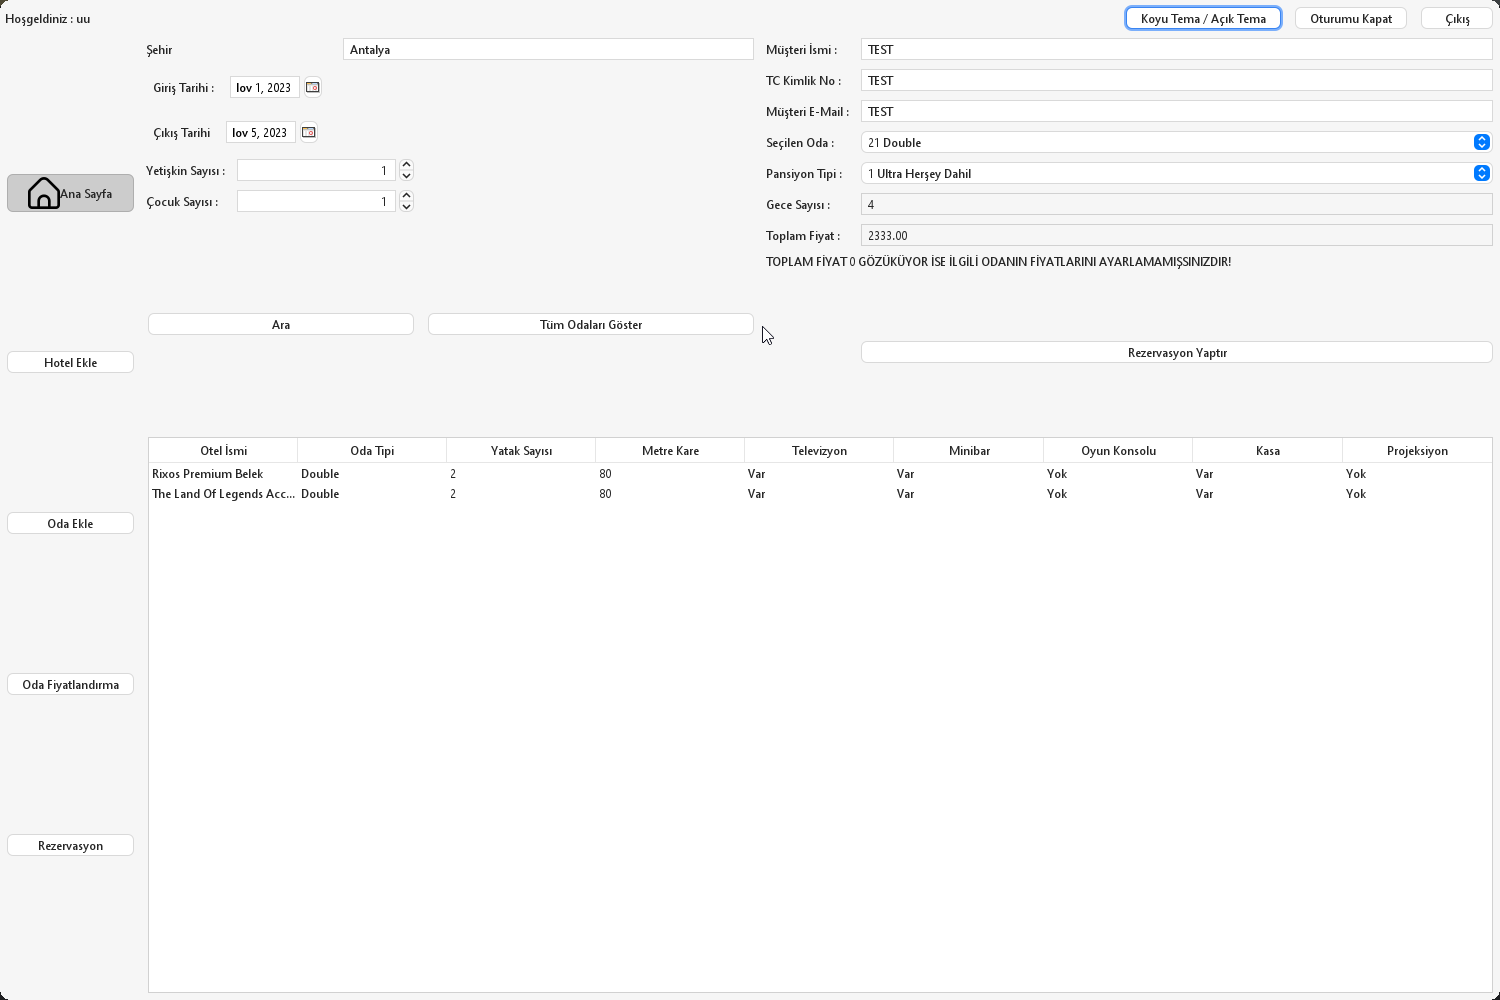 Hoşgeldiniz : uu
Koyu Tema / Açık Tema
Oturumu Kapat
Çıkış
Şehir
Antalya
Giriş Tarihi :
lov 1, 2023
Çıkış Tarihi
lov 5, 2023
Yetişkin Sayısı :
1
Çocuk Sayısı :
1
Müşteri İsmi :
TEST
TC Kimlik No :
TEST
Müşteri E-Mail :
TEST
Seçilen Oda :
21 Double
Pansiyon Tipi :
1 Ultra Herşey Dahil
Gece Sayısı :
4
Toplam Fiyat :
2333.00
TOPLAM FİYAT 0 GÖZÜKÜYOR İSE İLGİLİ ODANIN FİYATLARINI AYARLAMAMIŞSINIZDIR!
Ara
Tüm Odaları Göster
Rezervasyon Yaptır
Ana Sayfa
Hotel Ekle
Oda Ekle
Oda Fiyatlandırma
Rezervasyon
Otel İsmi Oda Tipi Yatak Sayısı Metre Kare Televizyon Minibar Oyun Konsolu Kasa Projeksiyon
Rixos Premium Belek Double 2 80 Var Var Yok Var Yok
The Land Of Legends Acc... Double 2 80 Var Var Yok Var Yok